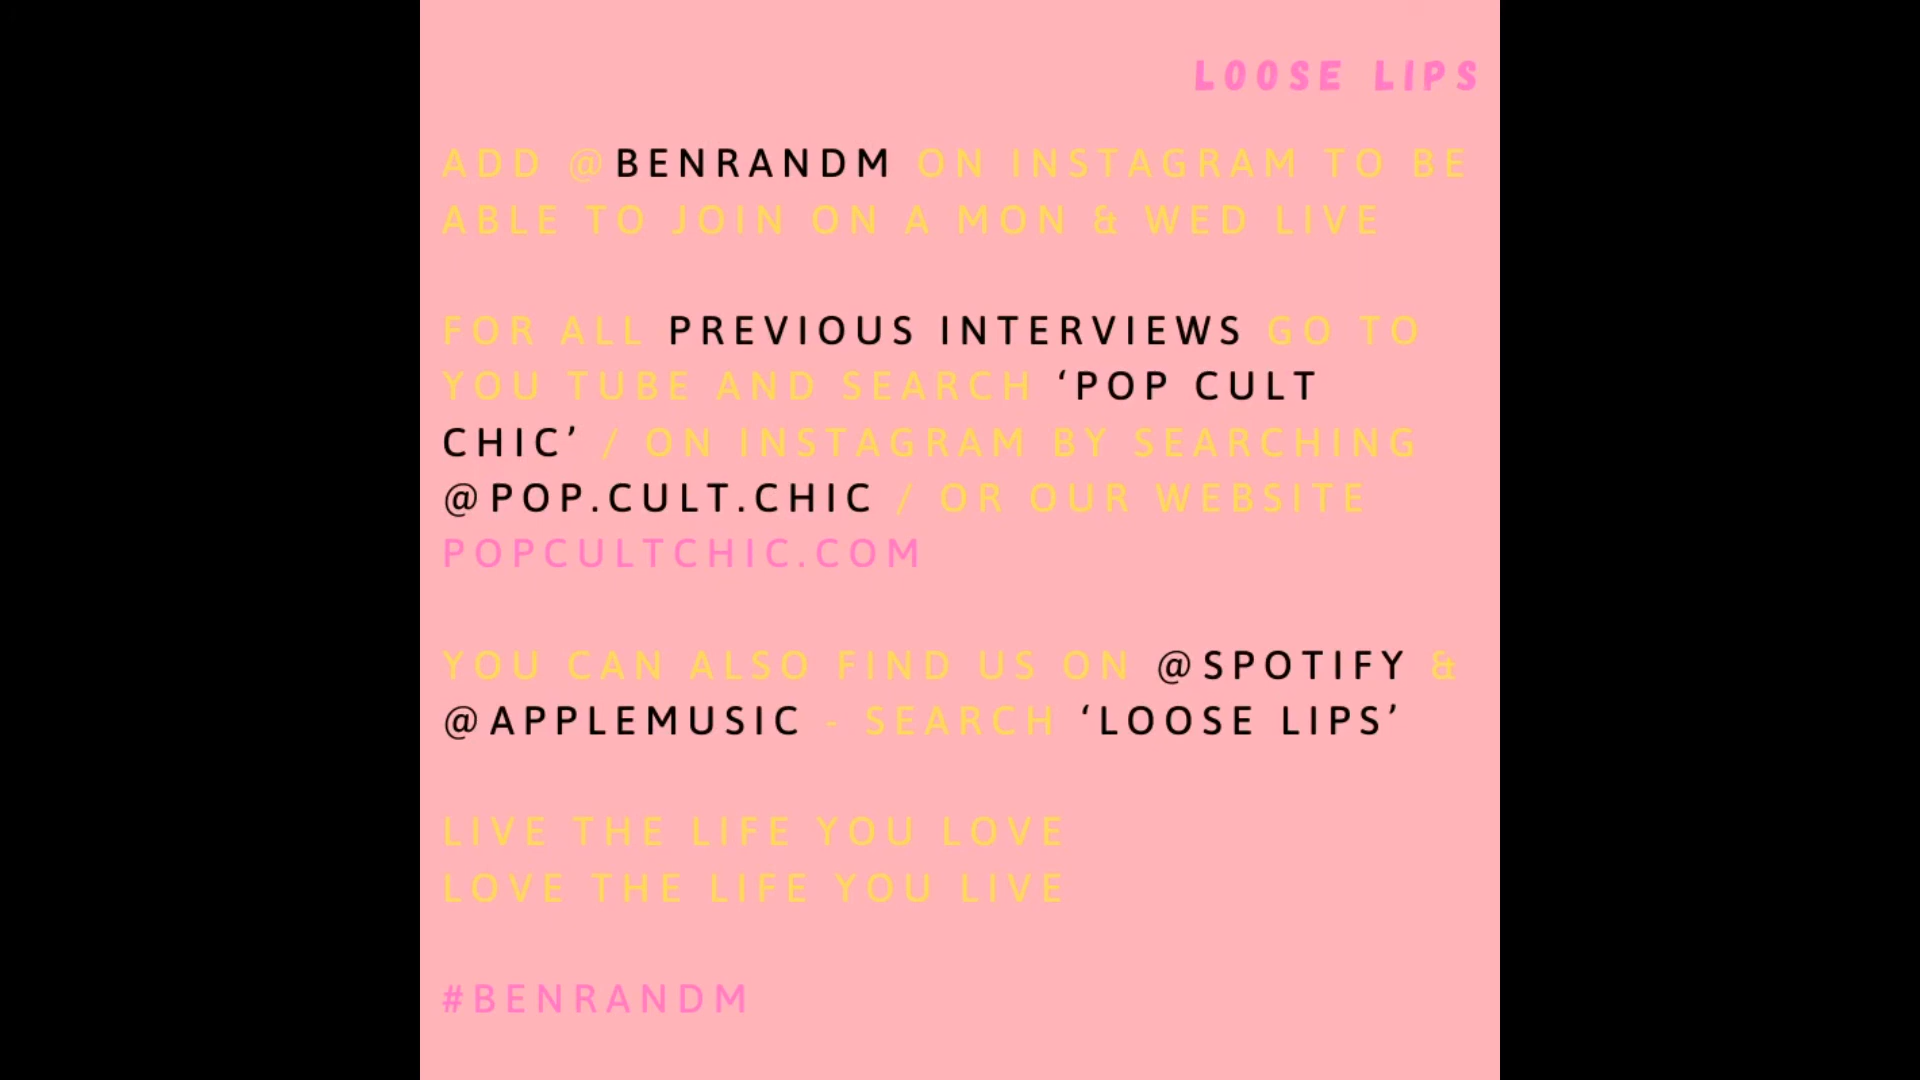 LOOSE LIPS
ADD @BENRANDM ON INSTAGRAM TO BE
ABLE TO JOIN ON A MON & WED LIVE
FOR ALL PREVIOUS INTERVIEWS GO TO
YOU TUBE AND SEARCH ‘POP CULT
CHIC’ / ON INSTAGRAM BY SEARCHING
@POP.CULT.CHIC / OR OUR WEBSITE
POPCULTCHIC.COM
YOU CAN ALSO FIND US ON @SPOTIFY &
@APPLEMUSIC - SEARCH ‘LOOSE LIPS’
LIVE THE LIFE YOU LOVE
LOVE THE LIFE YOU LIVE
#BENRANDM